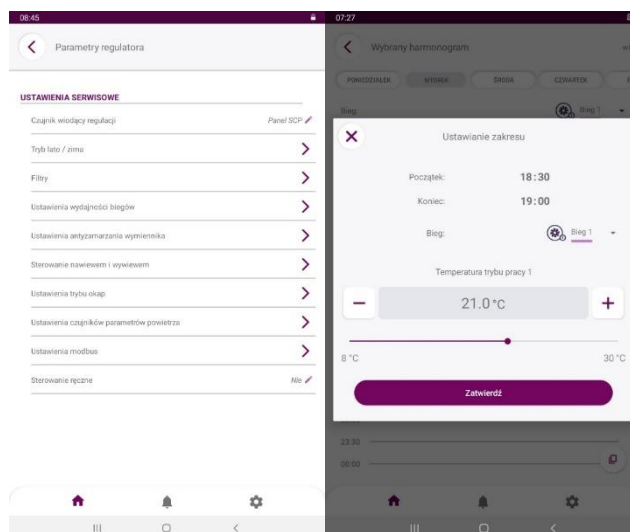 08:45
Parametry regulatora
USTAWIENIA SERWISOWE
Czujnik wiodący regulacji Panel SCP
Tryb lato / zima
Filtry
Ustawienia wydajności biegów
Ustawienia antyzamarzania wymiennika
Sterowanie nawiewem i wywiewem
Ustawienia trybu okap
Ustawienia czujników parametrów powietrza
Ustawienia modbus
Sterowanie ręczne Nie
07:27
Wybrany harmonogram
PONIEDZIAŁEK WTOREK ŚRODA CZWARTEK
Bieg: Bieg 1
Ustawianie zakresu
Początek: 18:30
Koniec: 19:00
Bieg: Bieg 1
Temperatura trybu pracy 1
21.0 °C
8 °C 30 °C
Zatwierdź
23:30
00:00